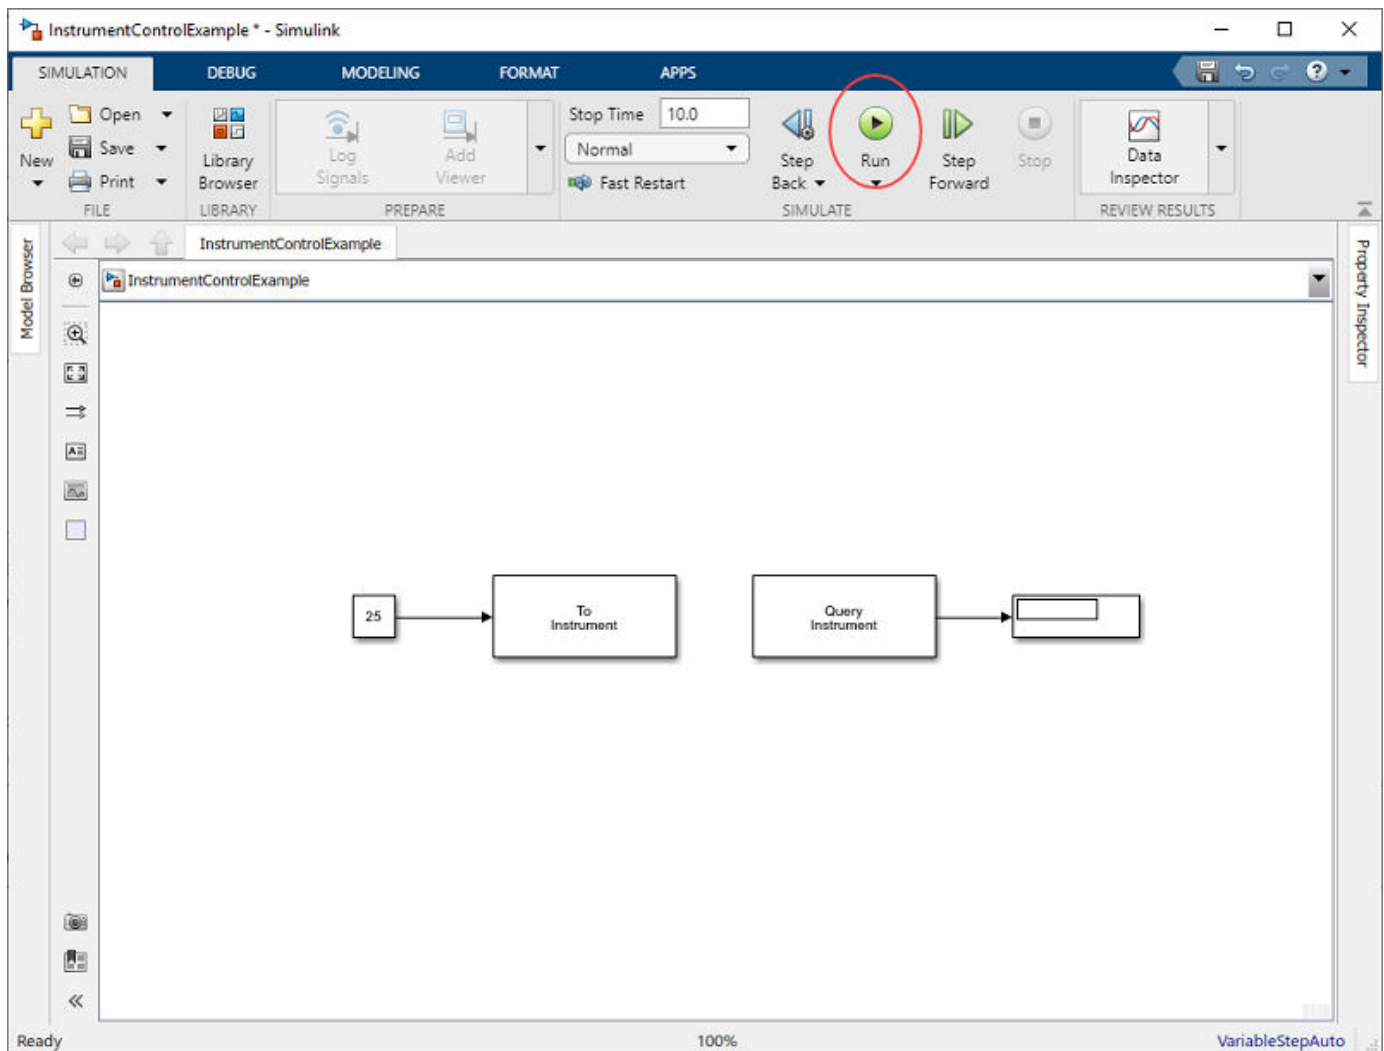 InstrumentControlExample * - Simulink
SIMULATION DEBUG MODELING FORMAT APPS
New
Open
Save
Print
FILE
Library
Browser
LIBRARY
Log
Signals
Add
Viewer
PREPARE
Stop Time 10.0
Normal
Fast Restart
Step
Back
Run
Step
Forward
Stop
SIMULATE
Data
Inspector
REVIEW RESULTS
Model Browser
InstrumentControlExample
InstrumentControlExample
Property Inspector
25
To
Instrument
Query
Instrument
Ready 100% VariableStepAuto